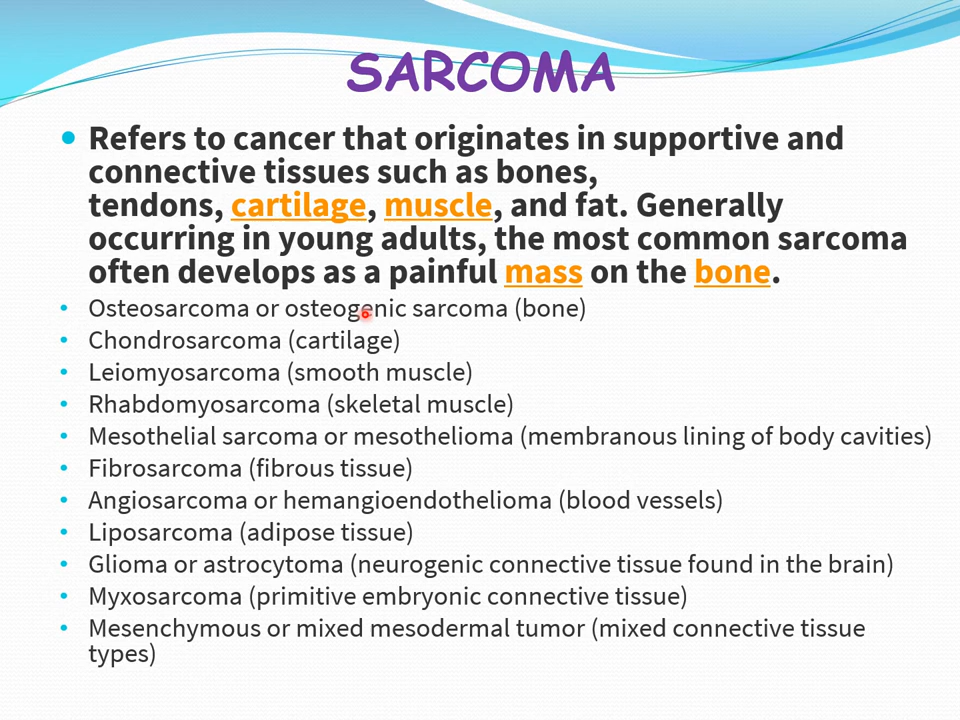 SARCOMA
• Refers to cancer that originates in supportive and
connective tissues such as bones,
tendons, cartilage, muscle, and fat. Generally
occurring in young adults, the most common sarcoma
often develops as a painful mass on the bone.
• Osteosarcoma or osteogenic sarcoma (bone)
• Chondrosarcoma (cartilage)
• Leiomyosarcoma (smooth muscle)
• Rhabdomyosarcoma (skeletal muscle)
• Mesothelial sarcoma or mesothelioma (membranous lining of body cavities)
• Fibrosarcoma (fibrous tissue)
• Angiosarcoma or hemangioendothelioma (blood vessels)
• Liposarcoma (adipose tissue)
• Glioma or astrocytoma (neurogenic connective tissue found in the brain)
• Myxosarcoma (primitive embryonic connective tissue)
• Mesenchymous or mixed mesodermal tumor (mixed connective tissue
types)